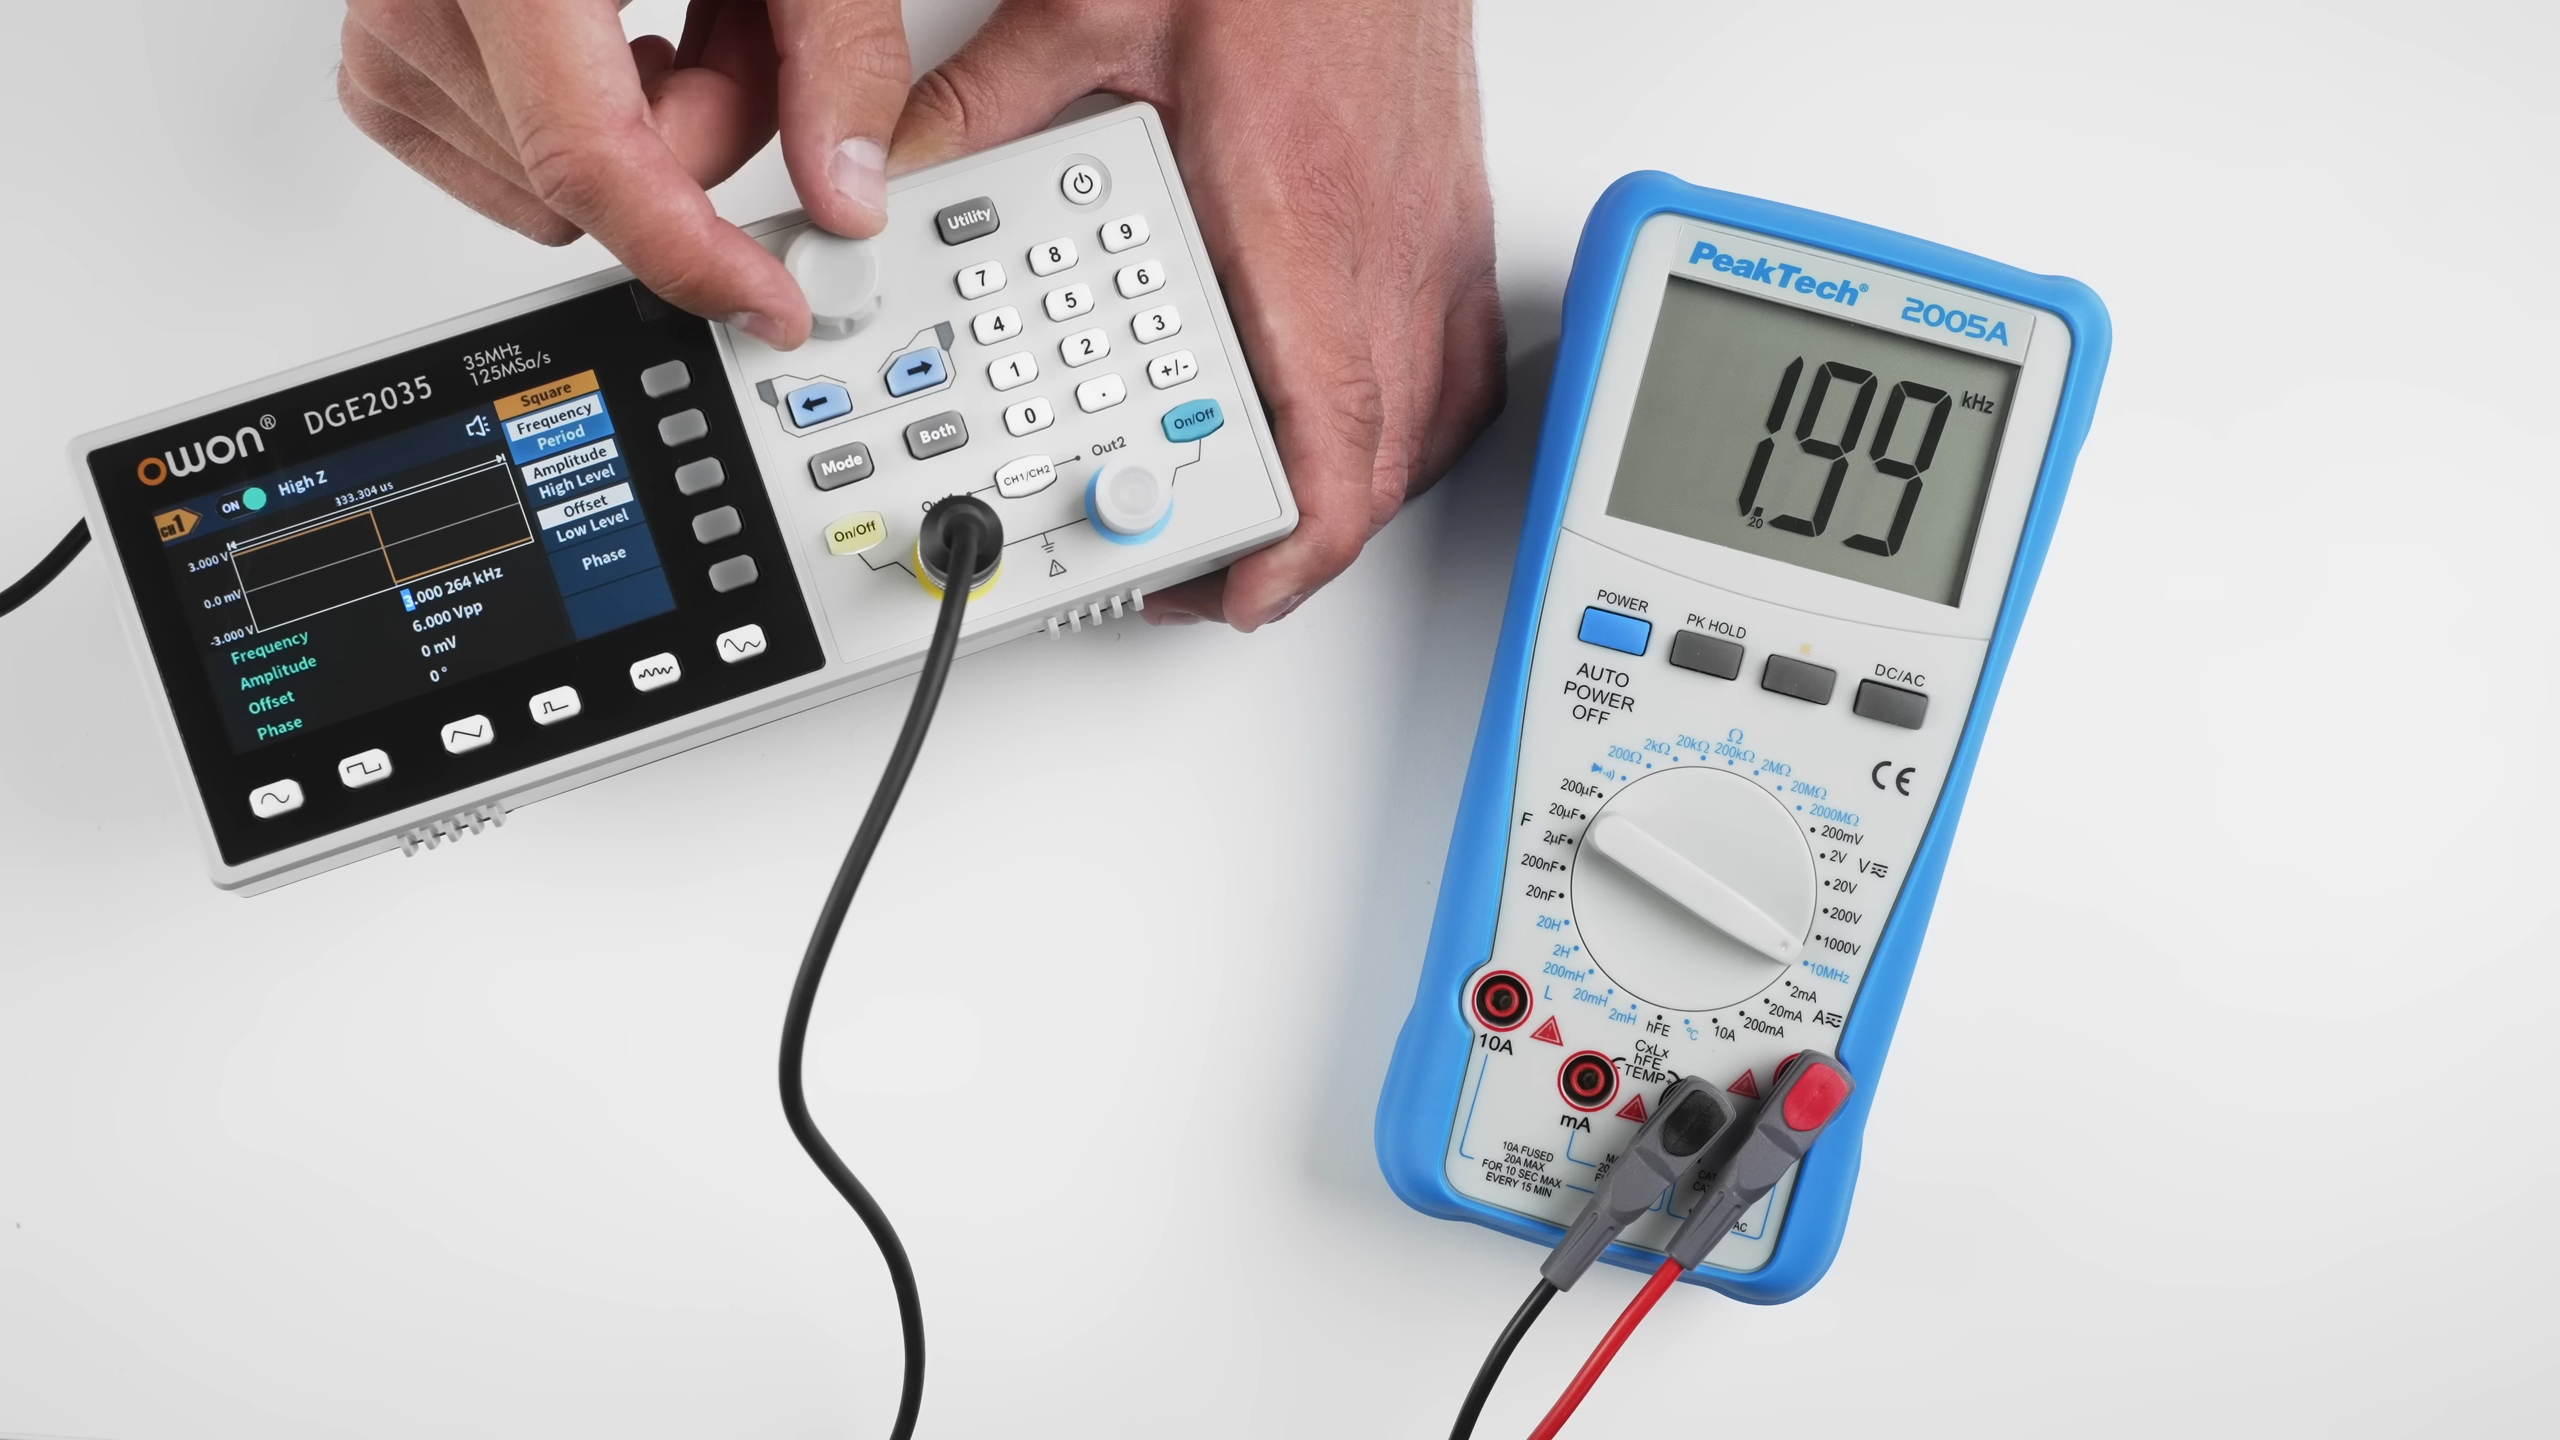 owon® DGE2035
35MHz
125MSa/s
CH1
ON
High Z
333.304 us
3.000 V
0.0 mV
-3.000 V
Square
Frequency
Period
Amplitude
High Level
Offset
Low Level
Phase
Frequency 3.000 264 kHz
Amplitude 6.000 Vpp
Offset 0 mV
Phase 0 °
Utility
7 8 9
4 5 6
1 2 3
0 . +/-
Mode
Both
CH1/CH2
Out2
On/Off
On/Off
PeakTech® 2005A
1.99 kHz
20
POWER
PK HOLD
DC/AC
AUTO
POWER
OFF
CE
Ω
200Ω
2kΩ
20kΩ
200kΩ
2MΩ
20MΩ
2000MΩ
200mV
2V
V
20V
200V
1000V
10MHz
2mA
20mA
A
200mA
10A
°C
hFE
2mH
20mH
L
200mH
2H
20H
20nF
200nF
2µF
F
20µF
200µF
10A
mA
CxLx
hFE
TEMP
10A FUSED
20A MAX
FOR 10 SEC MAX
EVERY 15 MIN
AC